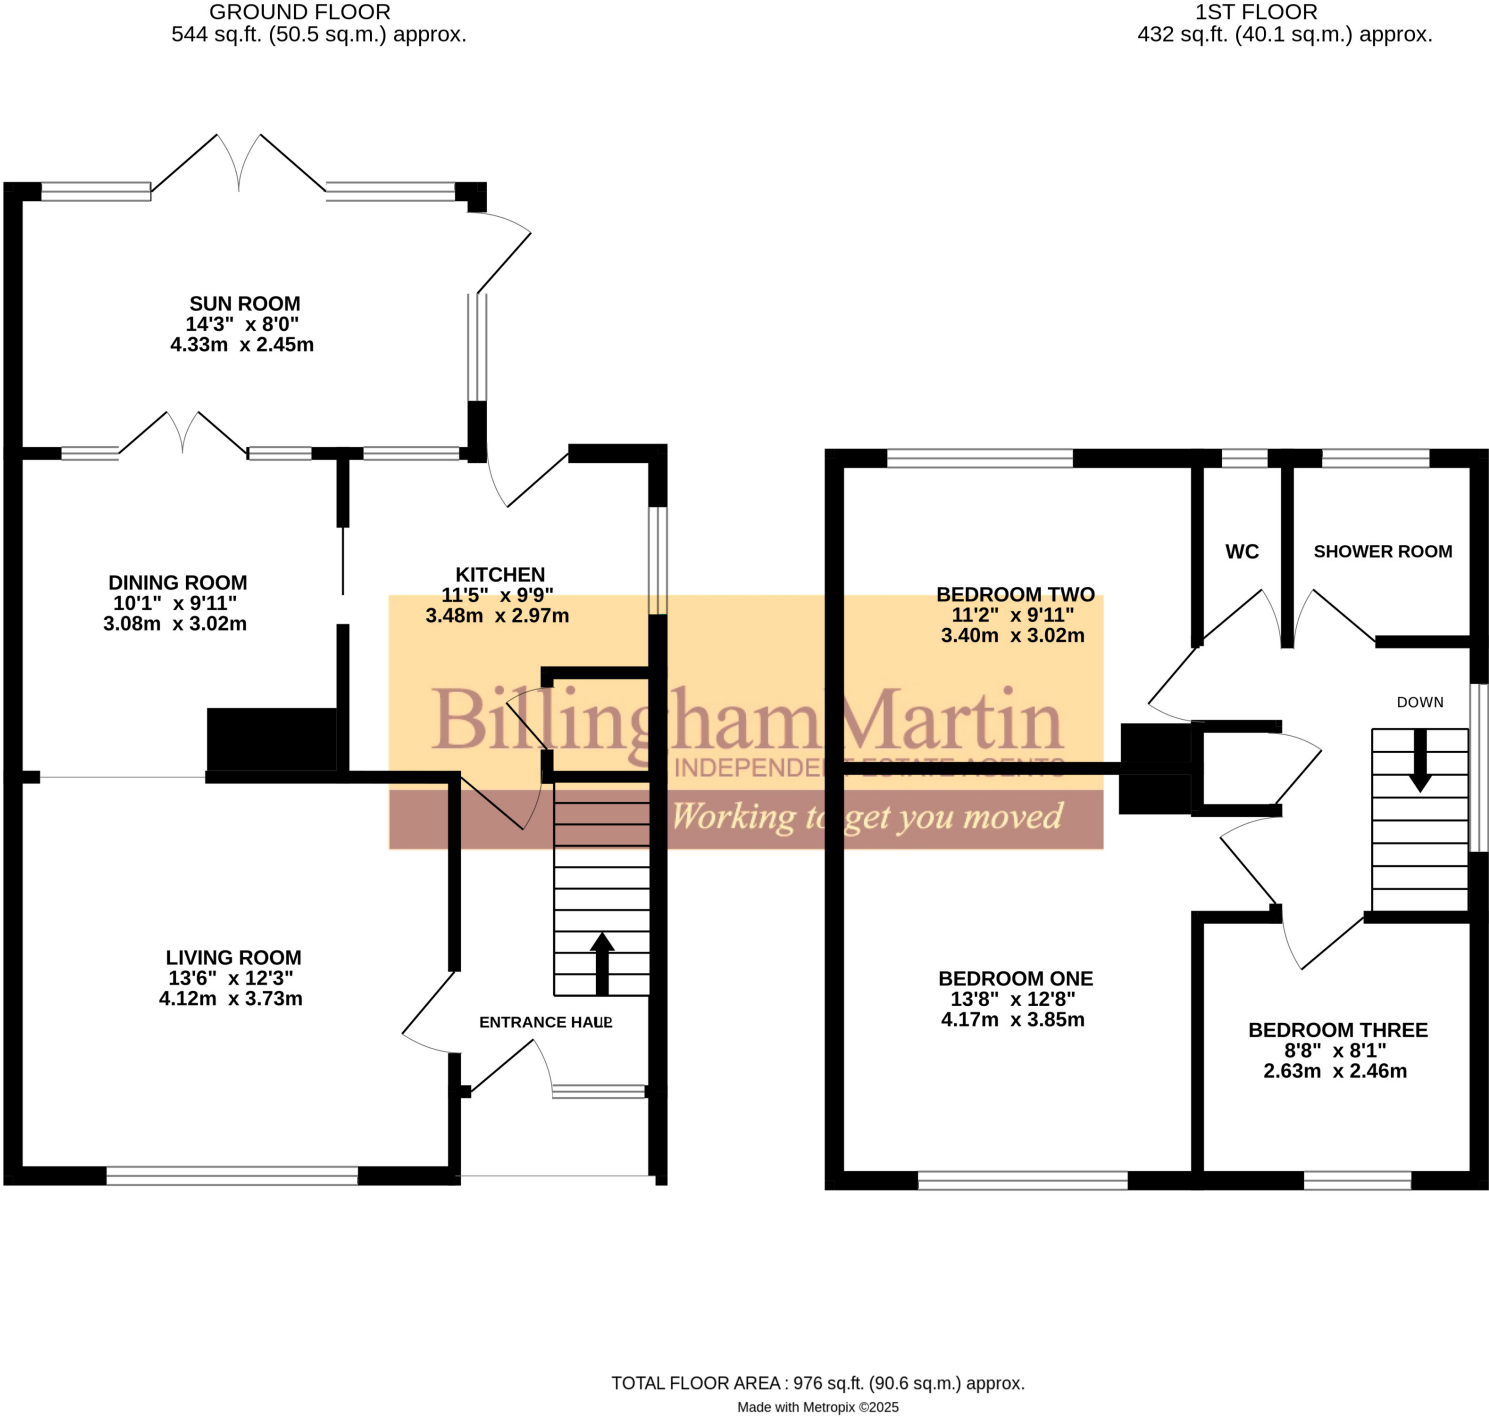 GROUND FLOOR
544 sq.ft. (50.5 sq.m.) approx.
1ST FLOOR
432 sq.ft. (40.1 sq.m.) approx.
SUN ROOM
14'3" x 8'0"
4.33m x 2.45m
DINING ROOM
10'1" x 9'11"
3.08m x 3.02m
KITCHEN
11'5" x 9'9"
3.48m x 2.97m
LIVING ROOM
13'6" x 12'3"
4.12m x 3.73m
ENTRANCE HALL
UP
BEDROOM TWO
11'2" x 9'11"
3.40m x 3.02m
WC
SHOWER ROOM
DOWN
BEDROOM ONE
13'8" x 12'8"
4.17m x 3.85m
BEDROOM THREE
8'8" x 8'1"
2.63m x 2.46m
BillinghamMartin
INDEPENDENT ESTATE AGENTS
Working to get you moved
TOTAL FLOOR AREA : 976 sq.ft. (90.6 sq.m.) approx.
Made with Metropix ©2025